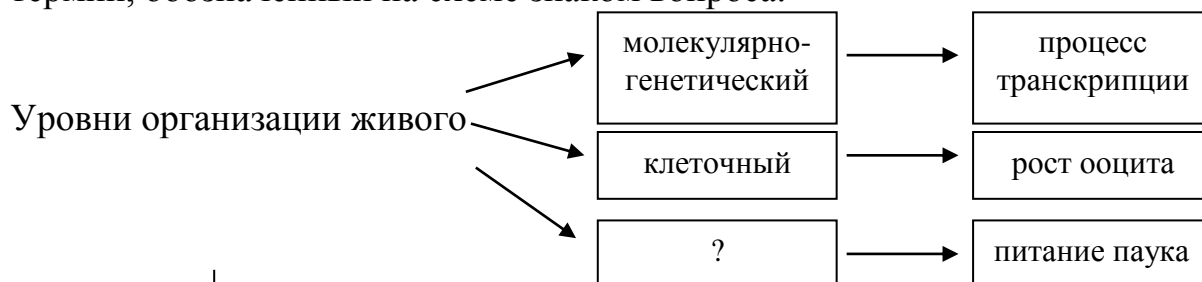 термин, обозначенный на схеме знаком вопроса.
Уровни организации живого
молекулярно-
генетический
процесс
транскрипции
клеточный
рост ооцита
?
питание паука